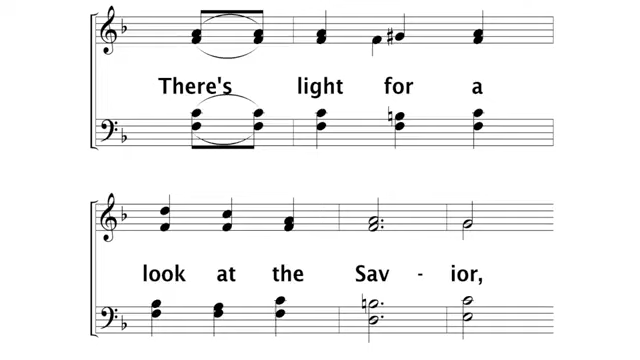 There's light for a
look at the Sav - ior,